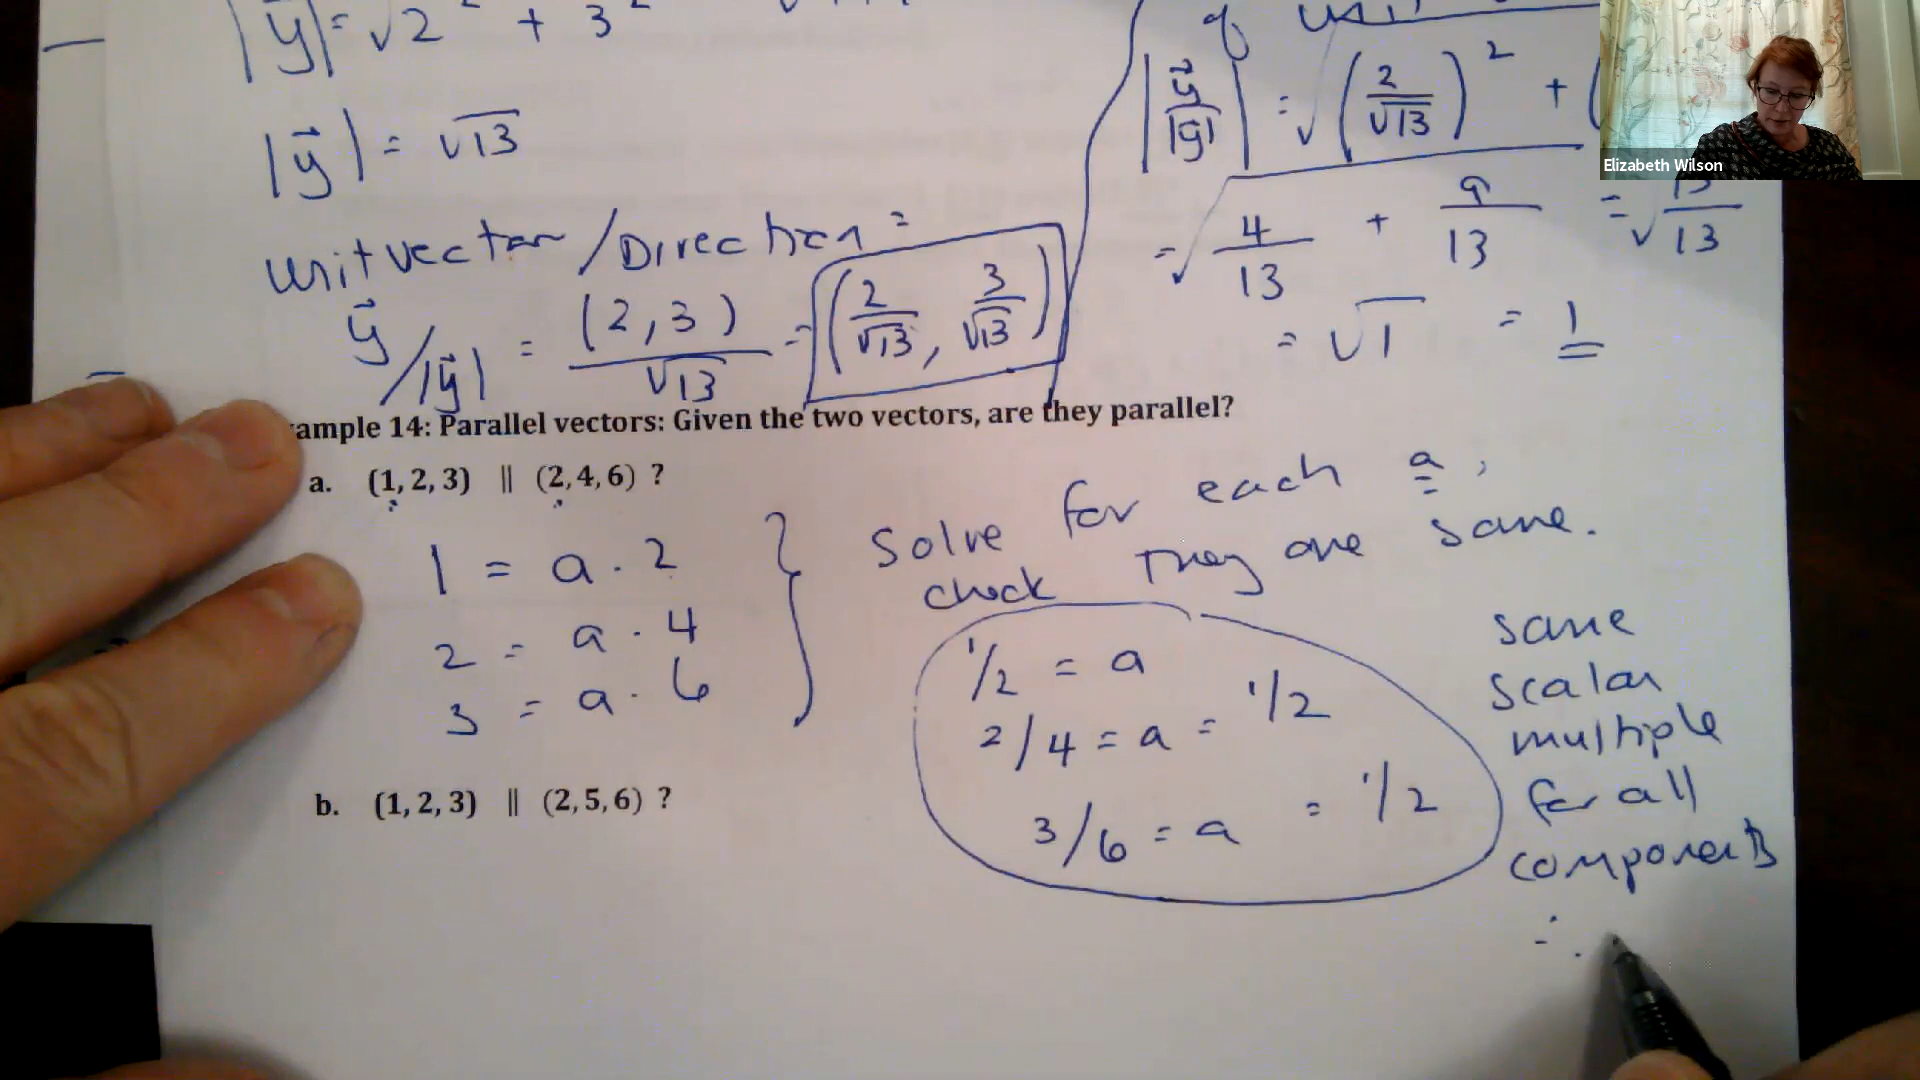 |y⃗| = √2² + 3²
|y⃗| = √13
unit vector / Direction =
y⃗/|y⃗| = (2,3)/√13 = (2/√13, 3/√13)
of unit
|y⃗/|y⃗|| = √(2/√13)² + (
= √4/13 + 9/13 = √13/13
= √1 = 1
Elizabeth Wilson
ample 14: Parallel vectors: Given the two vectors, are they parallel?
a. (1, 2, 3) || (2, 4, 6) ?
1 = a · 2
2 = a · 4
3 = a · 6
Solve for each a,
check they are same.
1/2 = a
2/4 = a = 1/2
3/6 = a = 1/2
same
scalar
multiple
for all
components
∴
b. (1, 2, 3) || (2, 5, 6) ?